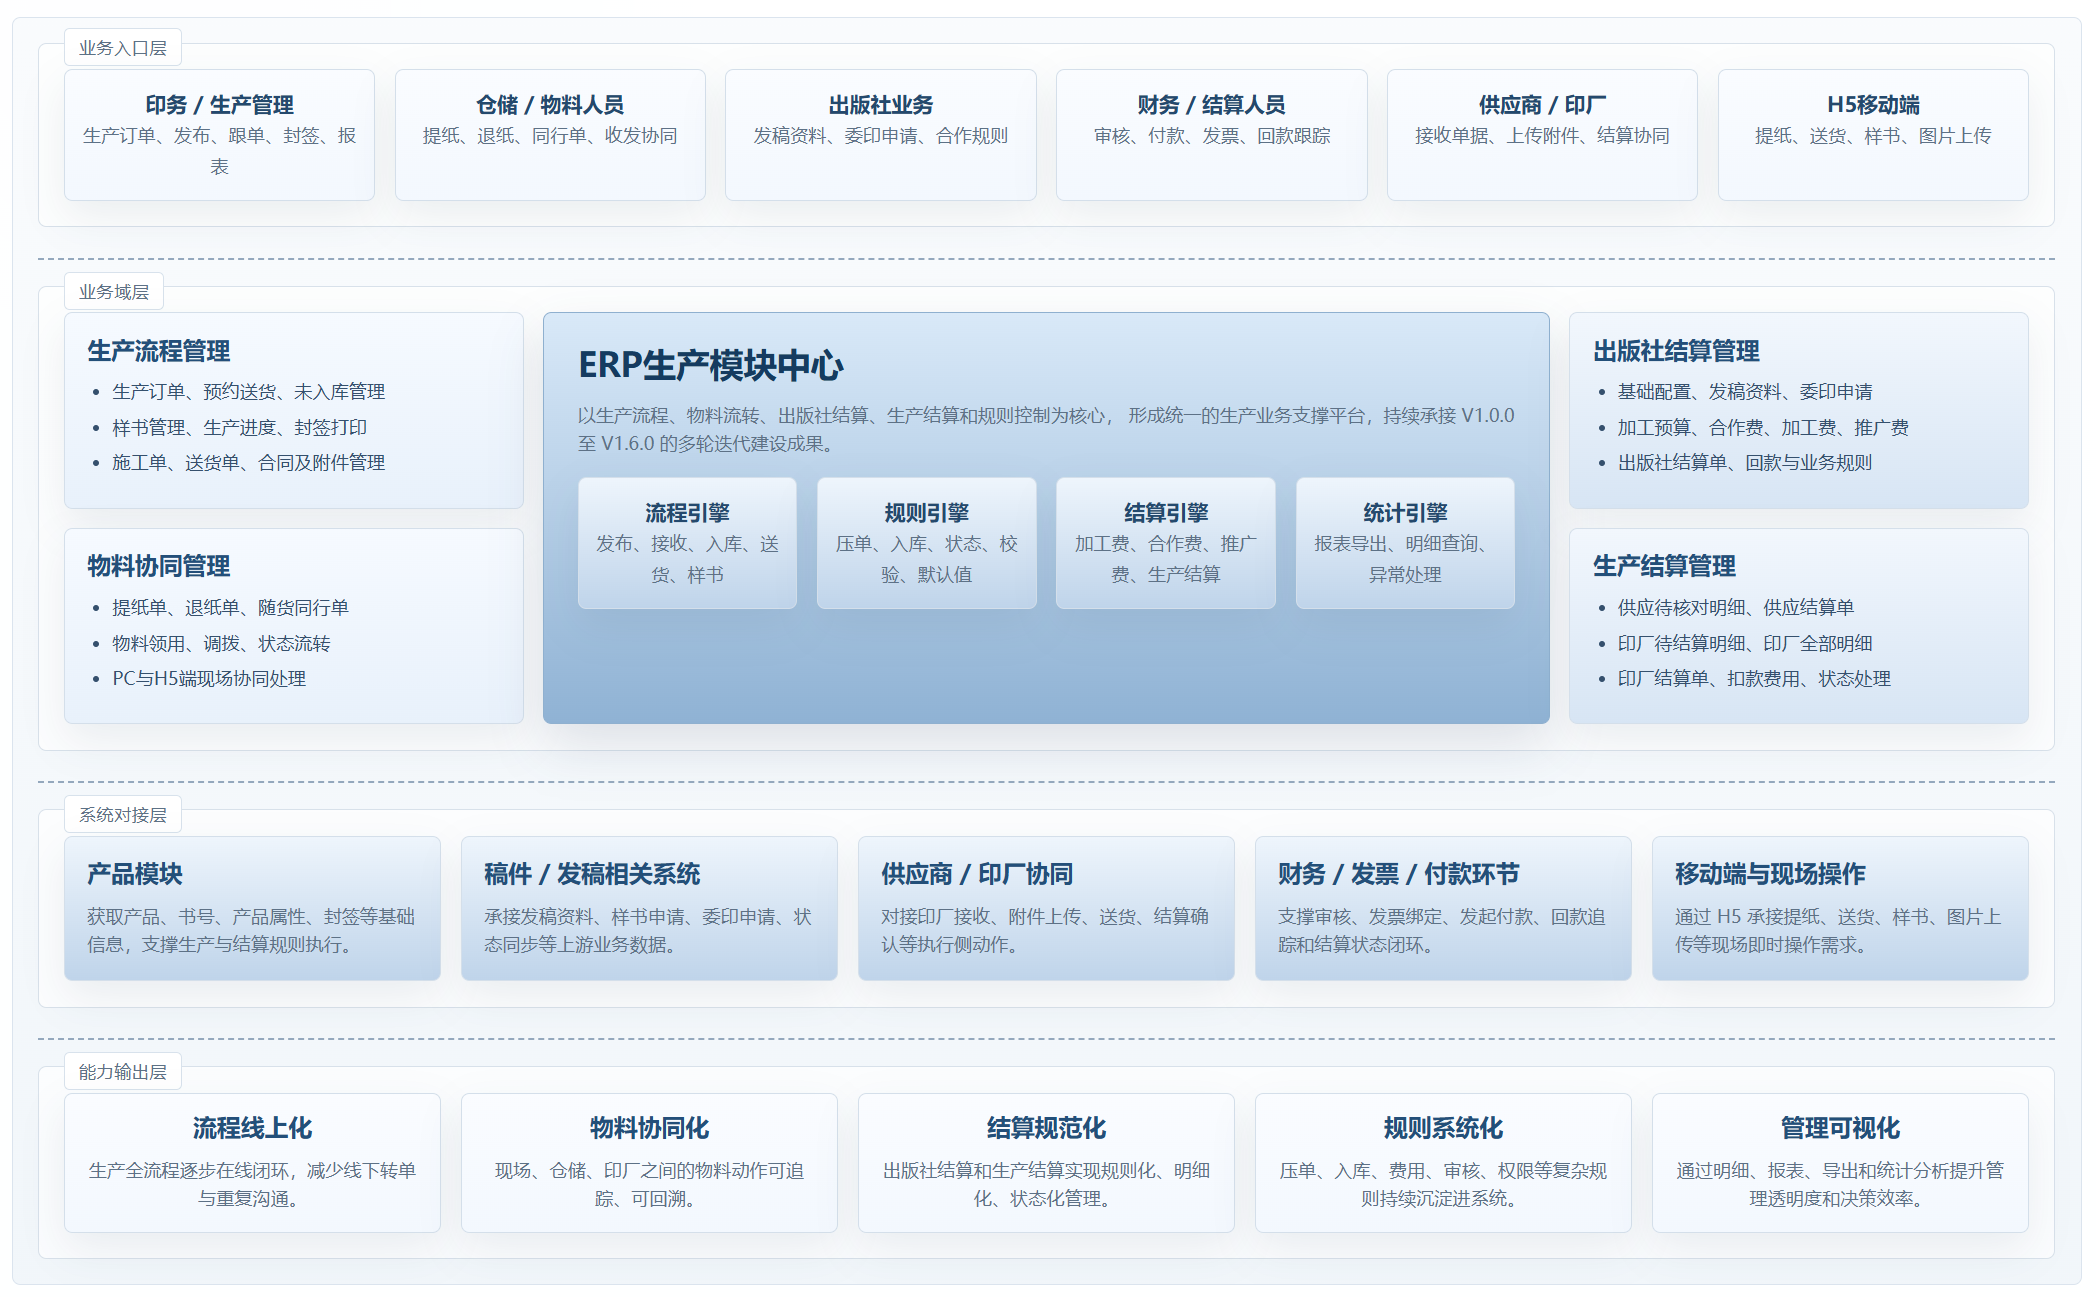 业务入口层
印务 / 生产管理
生产订单、发布、跟单、封签、报
表
仓储 / 物料人员
提纸、退纸、同行单、收发协同
出版社业务
发稿资料、委印申请、合作规则
财务 / 结算人员
审核、付款、发票、回款跟踪
供应商 / 印厂
接收单据、上传附件、结算协同
H5移动端
提纸、送货、样书、图片上传
业务域层
生产流程管理
• 生产订单、预约送货、未入库管理
• 样书管理、生产进度、封签打印
• 施工单、送货单、合同及附件管理
物料协同管理
• 提纸单、退纸单、随货同行单
• 物料领用、调拨、状态流转
• PC与H5端现场协同处理
ERP生产模块中心
以生产流程、物料流转、出版社结算、生产结算和规则控制为核心， 形成统一的生产业务支撑平台，持续承接 V1.0.0
至 V1.6.0 的多轮迭代建设成果。
流程引擎
发布、接收、入库、送
货、样书
规则引擎
压单、入库、状态、校
验、默认值
结算引擎
加工费、合作费、推广
费、生产结算
统计引擎
报表导出、明细查询、
异常处理
出版社结算管理
• 基础配置、发稿资料、委印申请
• 加工预算、合作费、加工费、推广费
• 出版社结算单、回款与业务规则
生产结算管理
• 供应待核对明细、供应结算单
• 印厂待结算明细、印厂全部明细
• 印厂结算单、扣款费用、状态处理
系统对接层
产品模块
获取产品、书号、产品属性、封签等基础
信息，支撑生产与结算规则执行。
稿件 / 发稿相关系统
承接发稿资料、样书申请、委印申请、状
态同步等上游业务数据。
供应商 / 印厂协同
对接印厂接收、附件上传、送货、结算确
认等执行侧动作。
财务 / 发票 / 付款环节
支撑审核、发票绑定、发起付款、回款追
踪和结算状态闭环。
移动端与现场操作
通过 H5 承接提纸、送货、样书、图片上
传等现场即时操作需求。
能力输出层
流程线上化
生产全流程逐步在线闭环，减少线下转单
与重复沟通。
物料协同化
现场、仓储、印厂之间的物料动作可追
踪、可回溯。
结算规范化
出版社结算和生产结算实现规则化、明细
化、状态化管理。
规则系统化
压单、入库、费用、审核、权限等复杂规
则持续沉淀进系统。
管理可视化
通过明细、报表、导出和统计分析提升管
理透明度和决策效率。